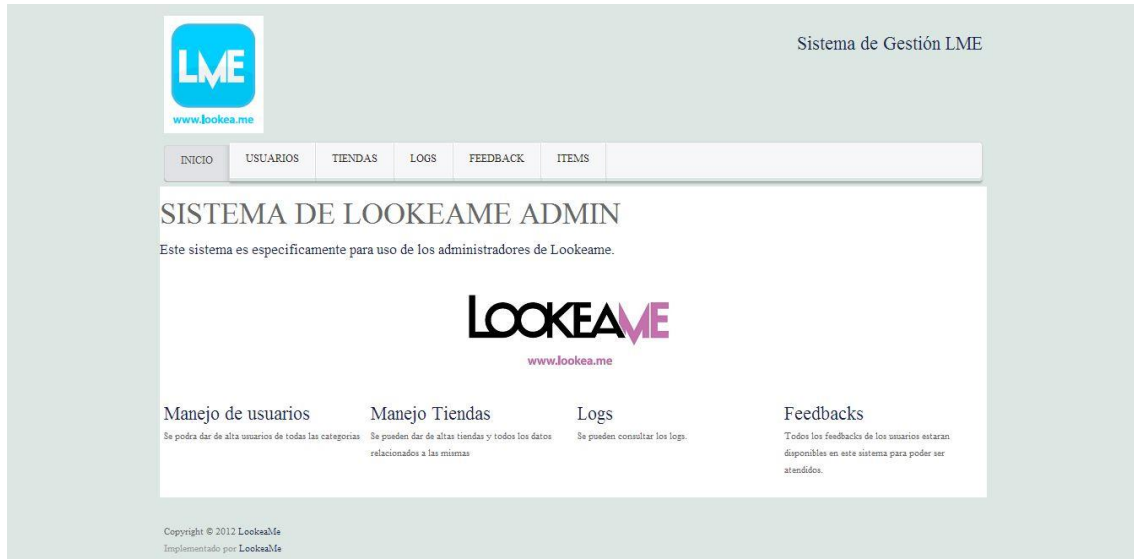 LME
www.lookea.me
Sistema de Gestión LME
INICIO USUARIOS TIENDAS LOGS FEEDBACK ITEMS
SISTEMA DE LOOKEAME ADMIN
Este sistema es especificamente para uso de los administradores de Lookeame.
LOOKEAME
www.lookea.me
Manejo de usuarios
Se podra dar de alta usuarios de todas las categorias
Manejo Tiendas
Se pueden dar de altas tiendas y todos los datos
relacionados a las mismas
Logs
Se pueden consultar los logs.
Feedbacks
Todos los feedbacks de los usuarios estaran
disponibles en este sistema para poder ser
atendidos.
Copyright © 2012 LookeaMe
Implementado por LookeaMe